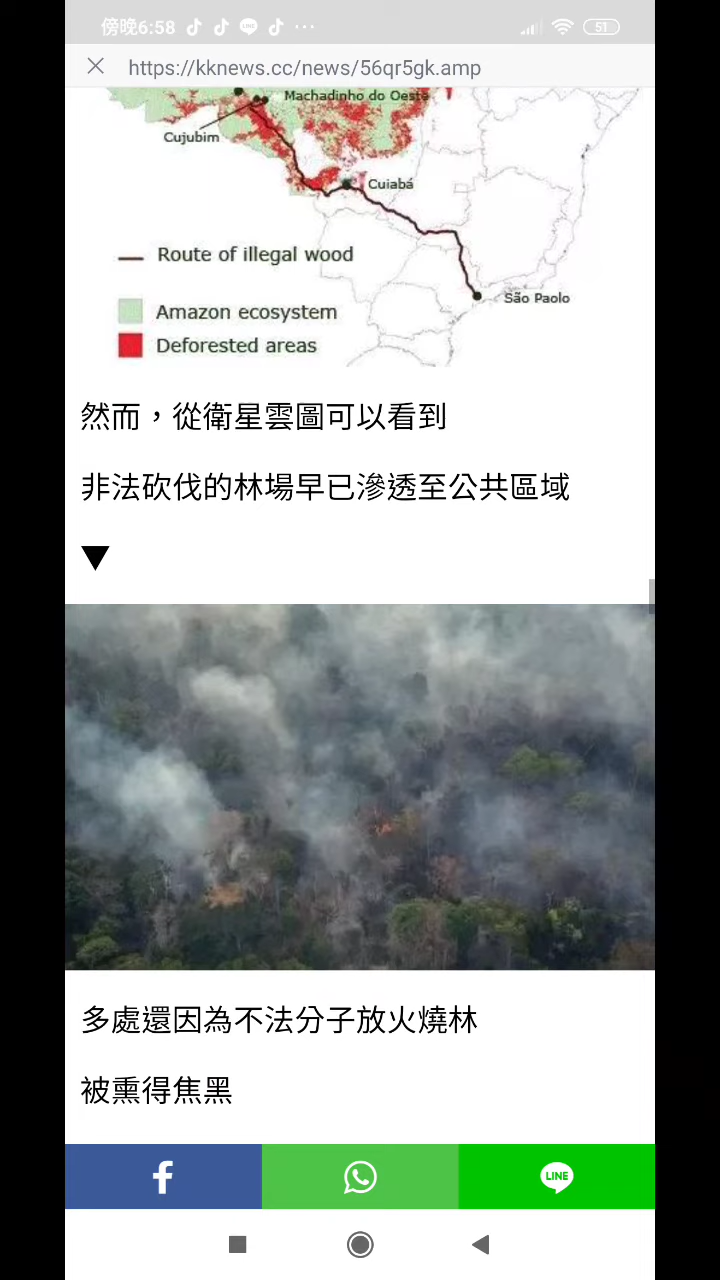 傍晚6:58
LINE
51
https://kknews.cc/news/56qr5gk.amp
Machadinho do Oeste
Cujubim
Cuiabá
Route of illegal wood
São Paolo
Amazon ecosystem
Deforested areas
然而，從衛星雲圖可以看到
非法砍伐的林場早已滲透至公共區域
多處還因為不法分子放火燒林
被熏得焦黑
LINE